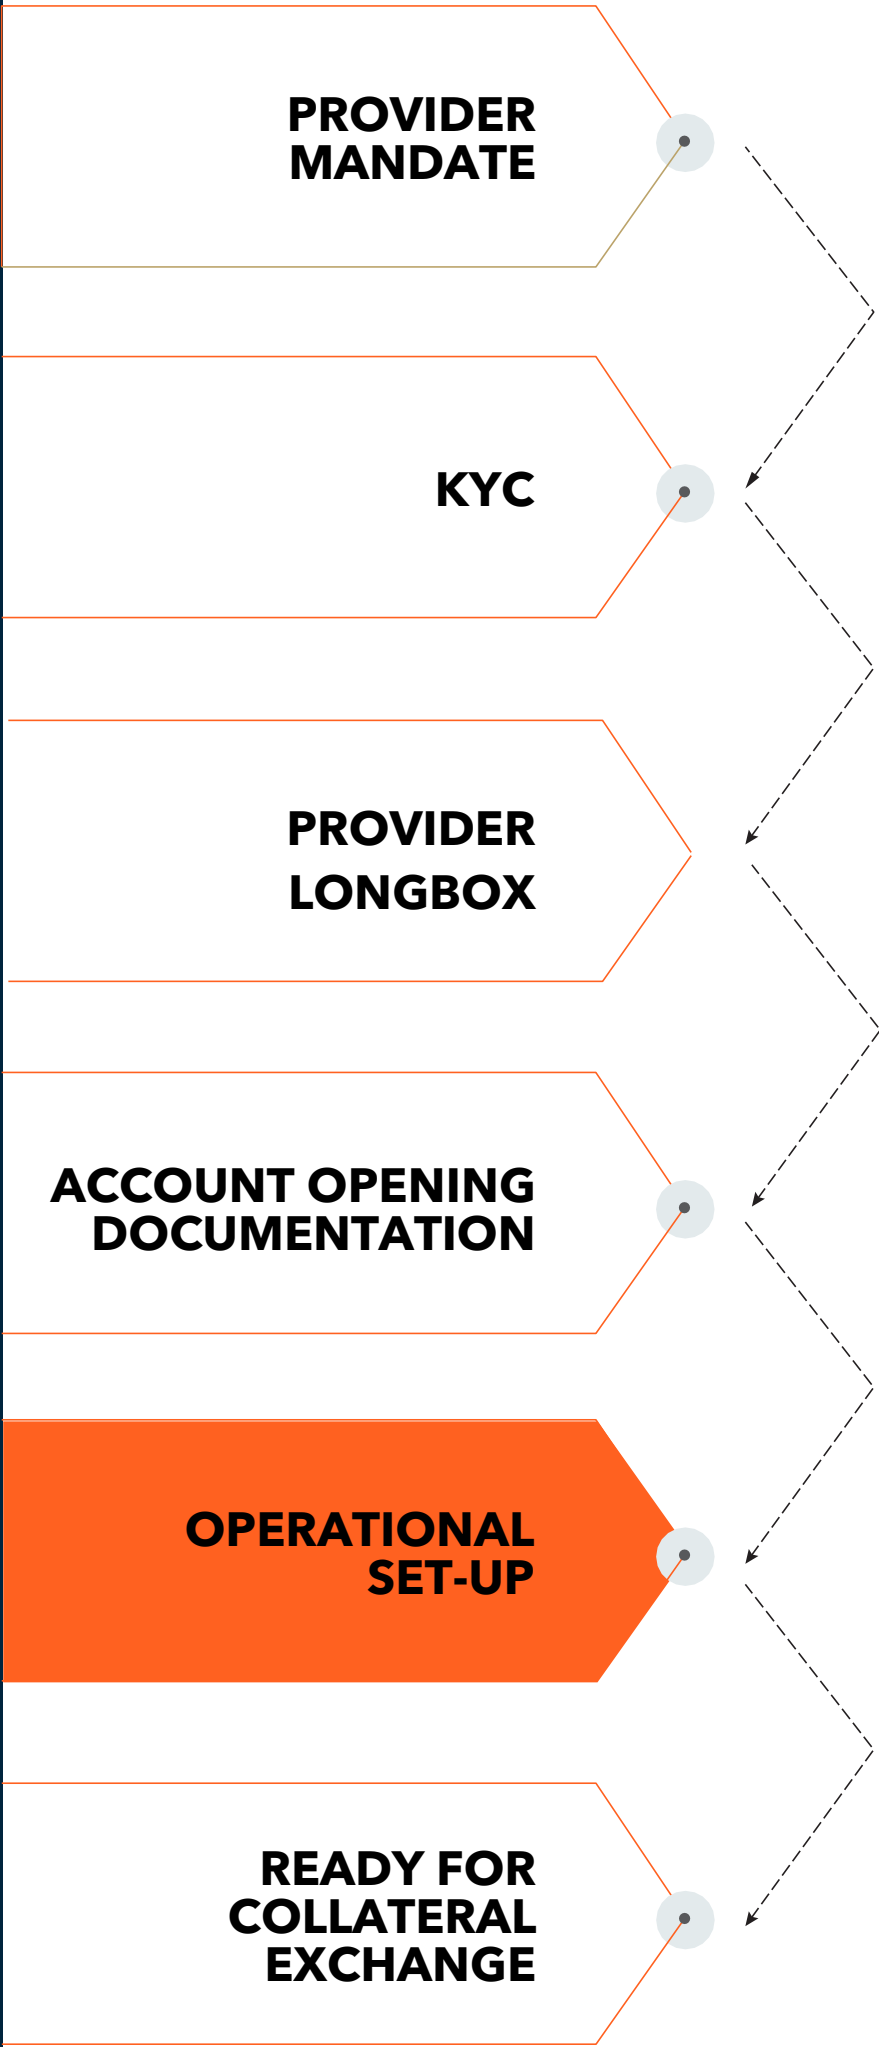 PROVIDER
MANDATE
KYC
PROVIDER
LONGBOX
ACCOUNT OPENING
DOCUMENTATION
OPERATIONAL
SET-UP
READY FOR
COLLATERAL
EXCHANGE